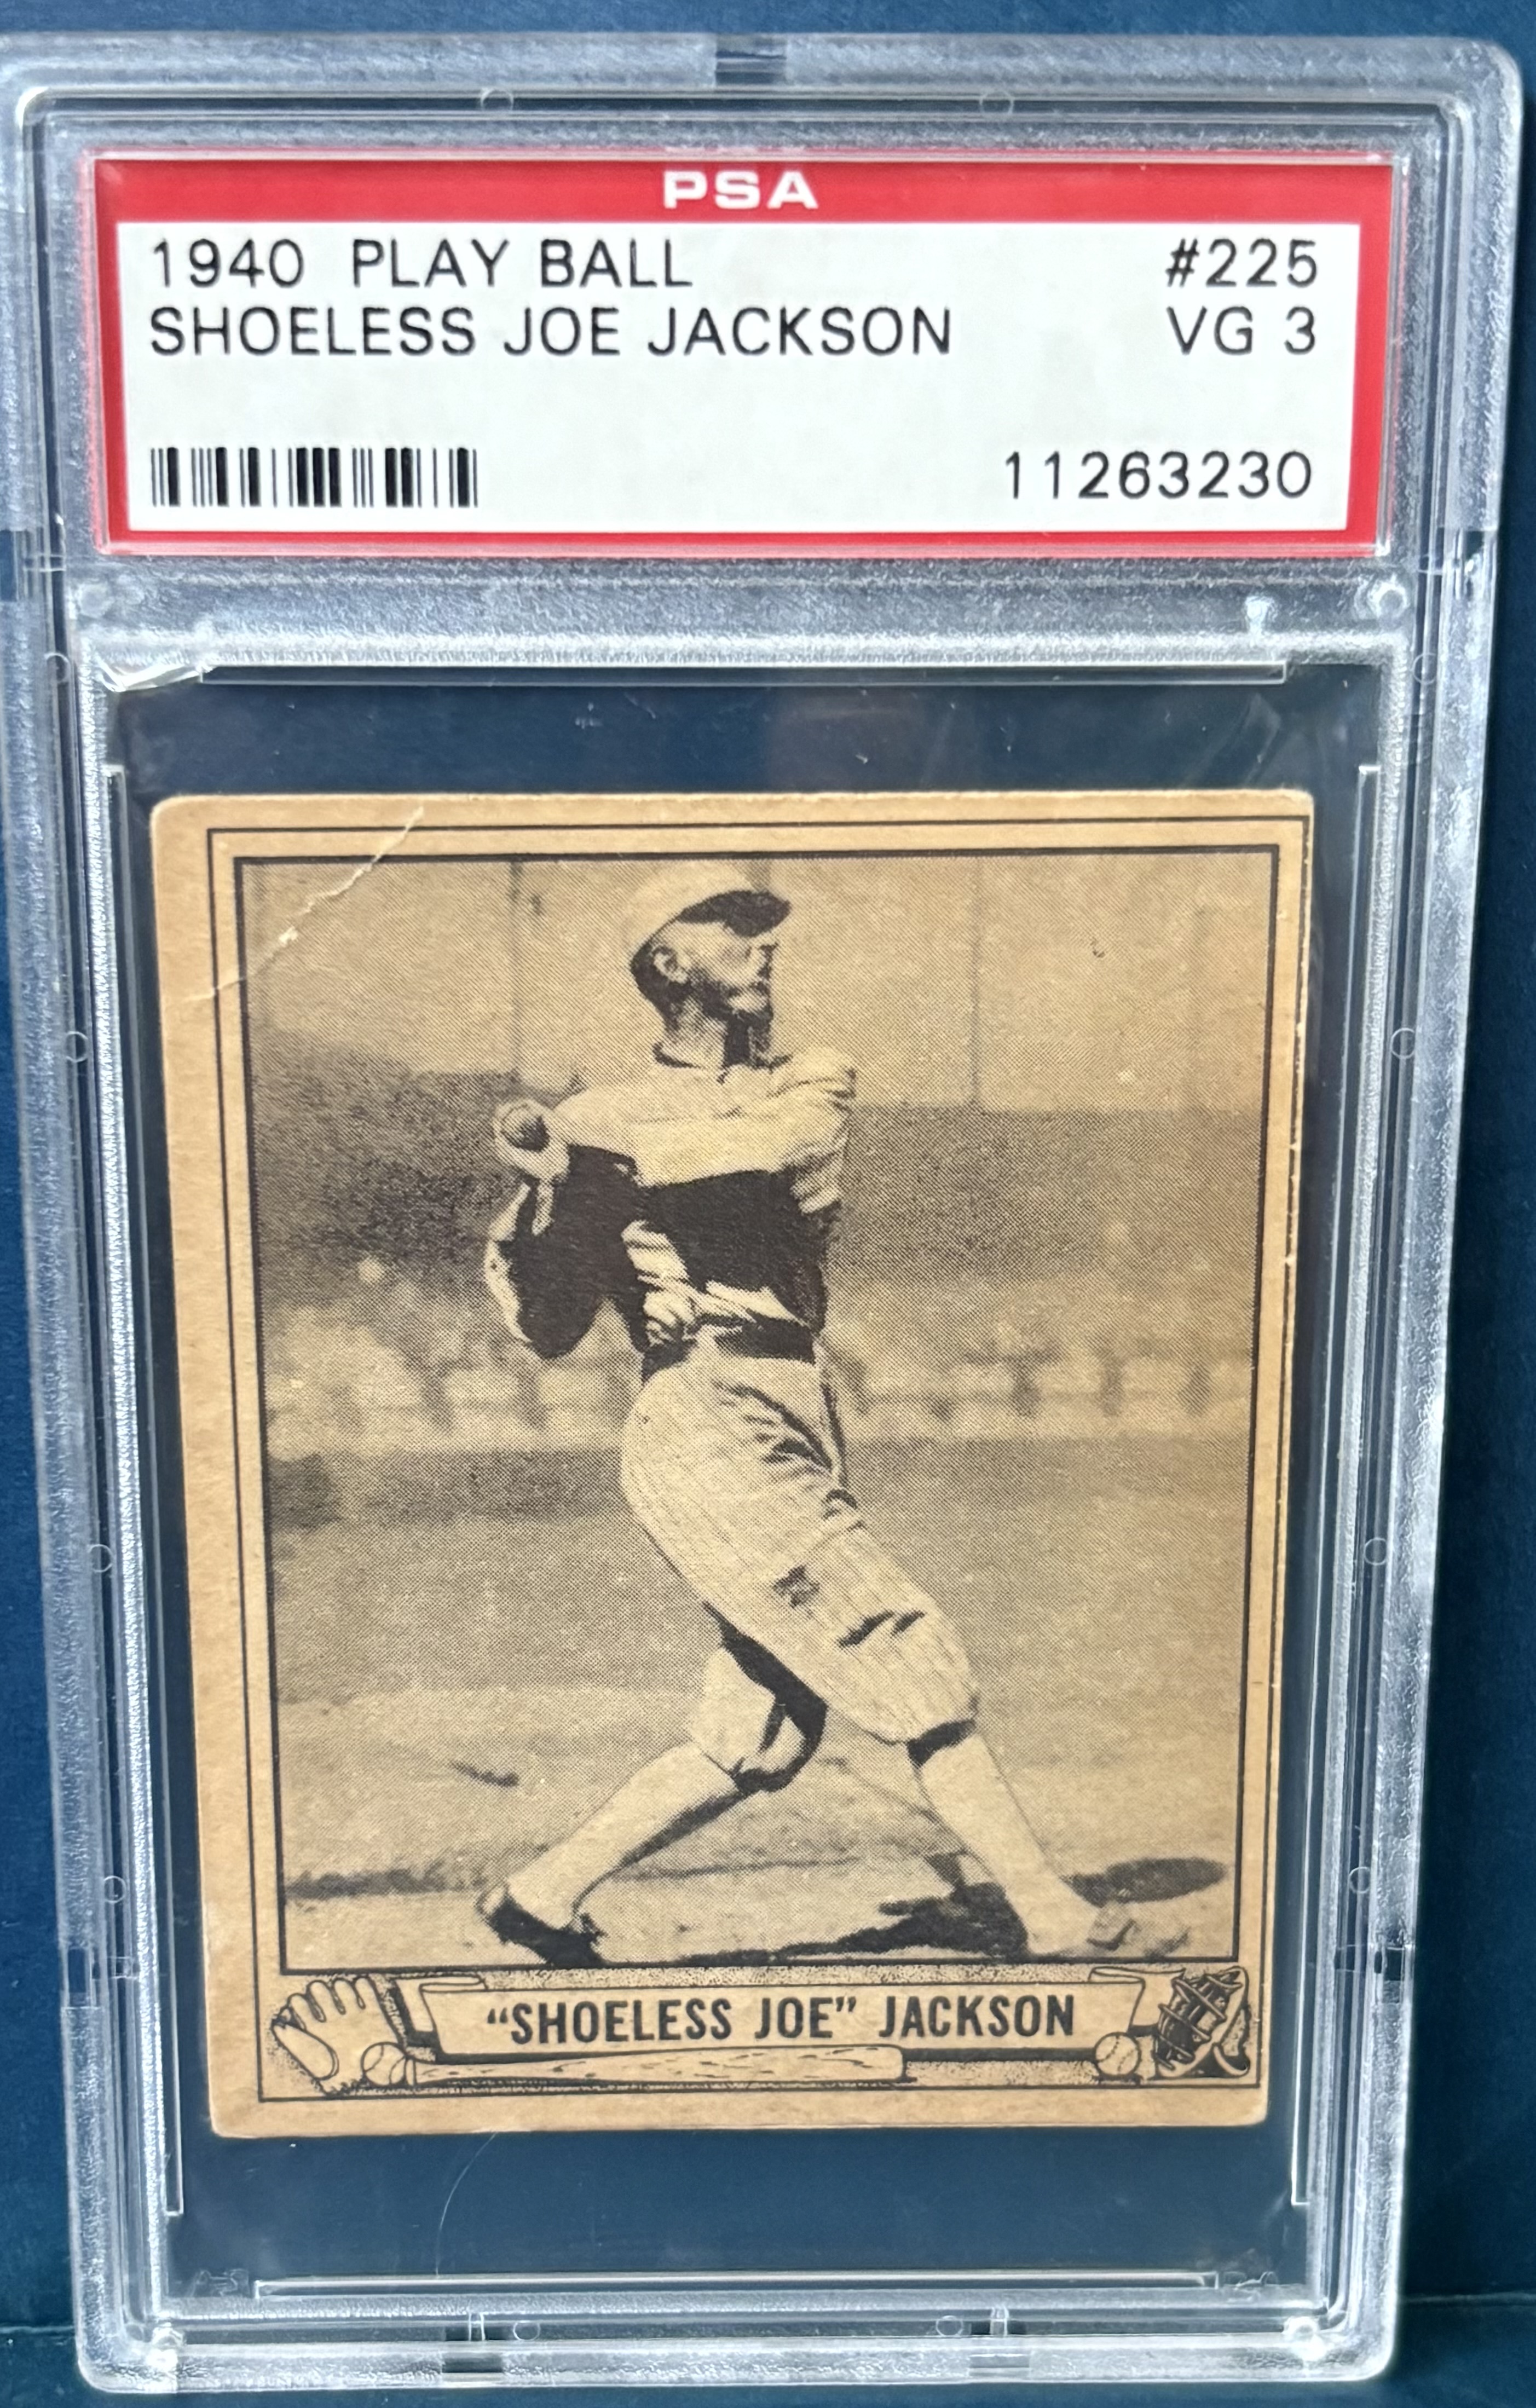 PSA
1940 PLAY BALL #225
SHOELESS JOE JACKSON VG 3
11263230
"SHOELESS JOE" JACKSON